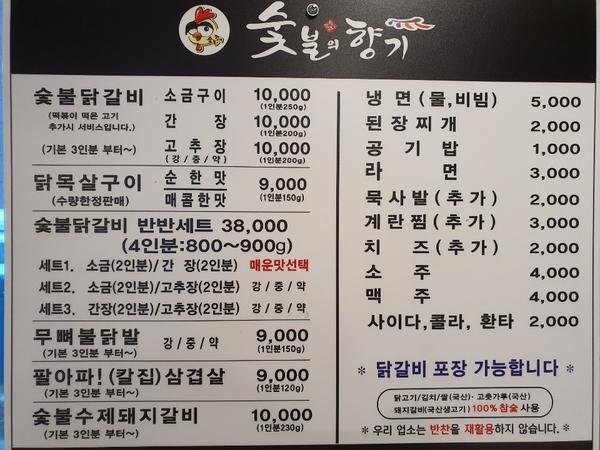 숯불의 향기
숯불닭갈비 소금구이 10,000
(1인분250g)
(떡볶이 떡은 고기
추가시 서비스입니다.)
간 장 10,000
(1인분200g)
(기본 3인분 부터~) 고추장 10,000
(강/중/약) (1인분200g)
닭목살구이 순한맛 9,000
(수량한정판매) 매콤한맛 (1인분150g)
숯불닭갈비 반반세트 38,000
(4인분:800~900g)
세트1. 소금(2인분)/간 장(2인분) 매운맛선택
세트2. 소금(2인분)/고추장(2인분) 강/중/약
세트3. 간장(2인분)/고추장(2인분) 강/중/약
무뼈불닭발 강/중/약 9,000
(기본 3인분 부터~) (1인분150g)
팔아파!(갈집)삼겹살 9,000
(기본 3인분 부터~) (1인분120g)
숯불수제돼지갈비 10,000
(기본 3인분 부터~) (1인분230g)
냉면(물,비빔) 5,000
된장찌개 2,000
공기밥 1,000
라면 3,000
묵사발(추가) 2,000
계란찜(추가) 3,000
치즈(추가) 2,000
소주 4,000
맥주 4,000
사이다,콜라, 환타 2,000
* 닭갈비 포장 가능합니다 *
닭고기/김치/쌀(국산)· 고춧가루(국산)
돼지갈비(국산생고기) 100% 참숯 사용
* 우리 업소는 반찬을 재활용하지 않습니다. *